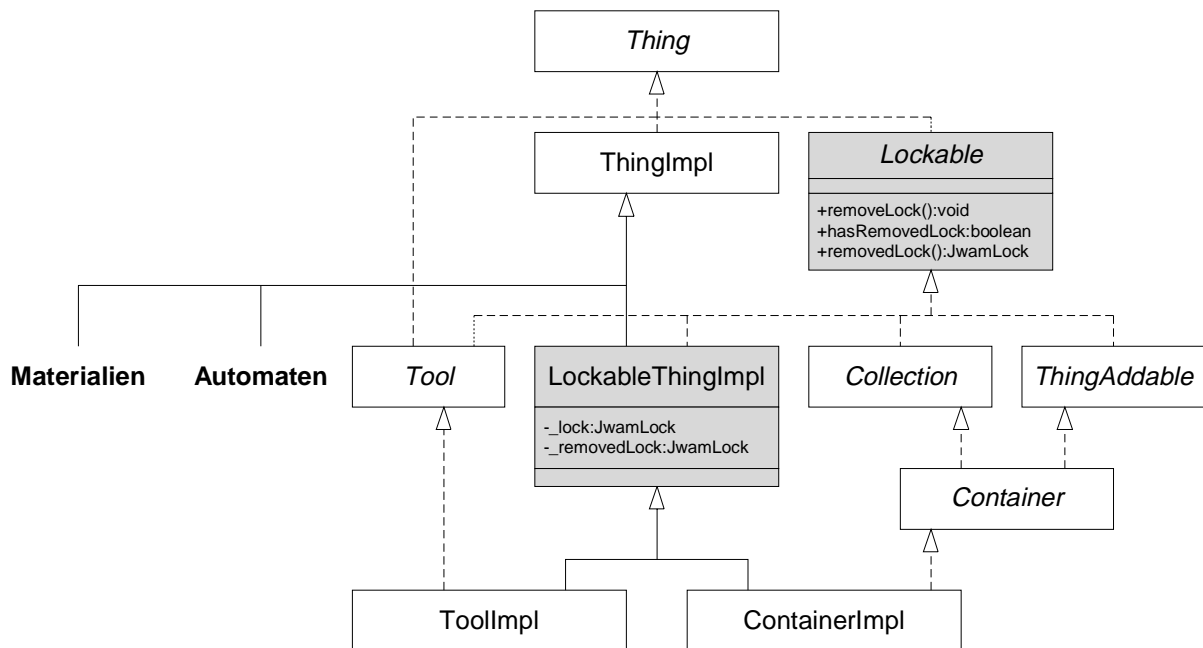 Thing
ThingImpl
Lockable
+removeLock():void
+hasRemovedLock:boolean
+removedLock():JwamLock
Materialien
Automaten
Tool
LockableThingImpl
-_lock:JwamLock
-_removedLock:JwamLock
Collection
ThingAddable
Container
ToolImpl
ContainerImpl